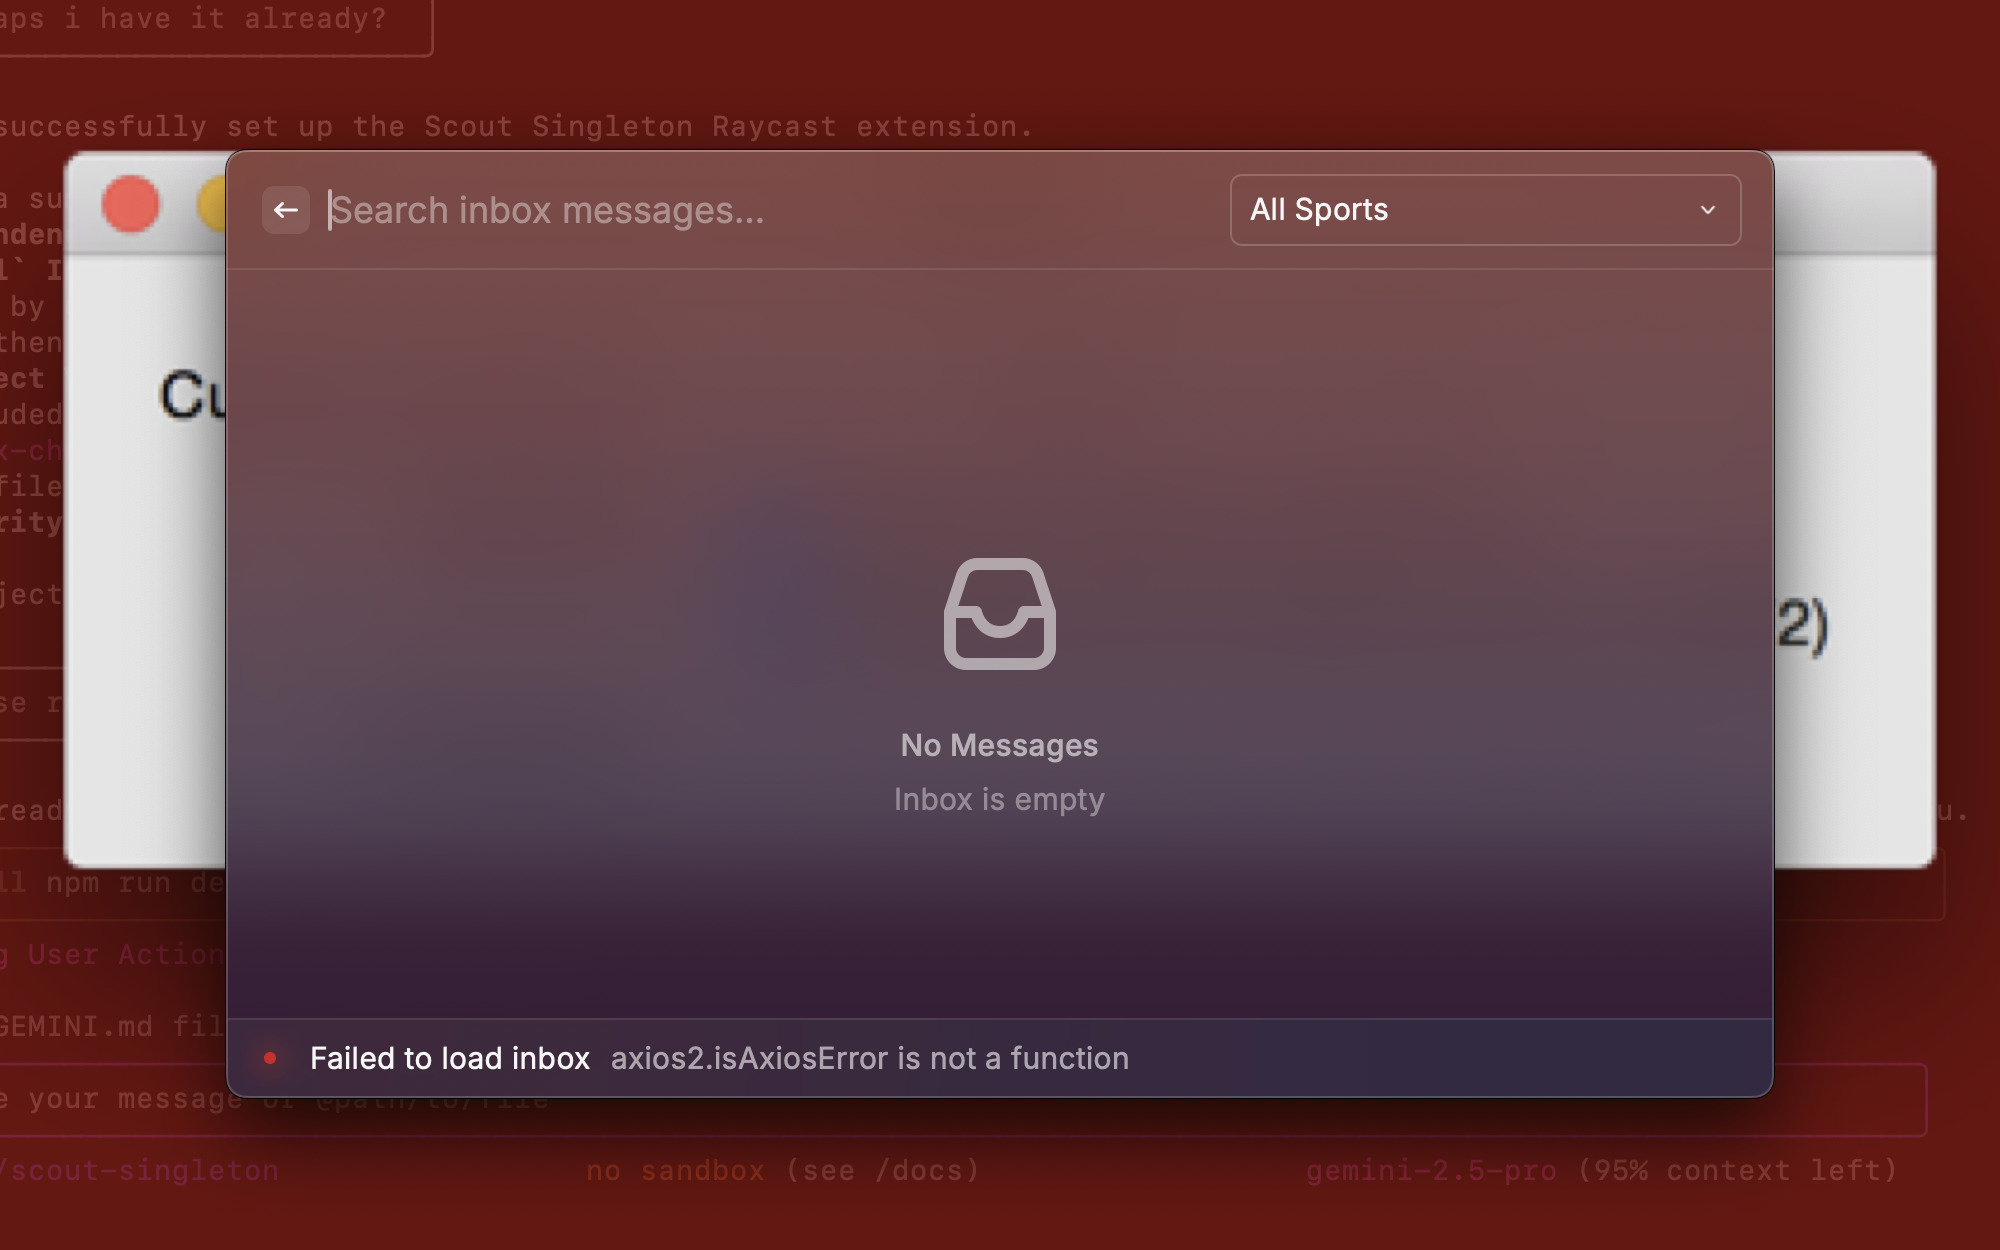 aps i have it already?
successfully set up the Scout Singleton Raycast extension.
Search inbox messages...
All Sports
a su
nden
l` I
by
then
ect
Cu
uded
x-ch
file
rity
ject
2)
se r
No Messages
Inbox is empty
read
u.
ll npm run de
g User Action
GEMINI.md fil
Failed to load inbox axios2.isAxiosError is not a function
e your message or @path/to/file
/scout-singleton no sandbox (see /docs) gemini-2.5-pro (95% context left)